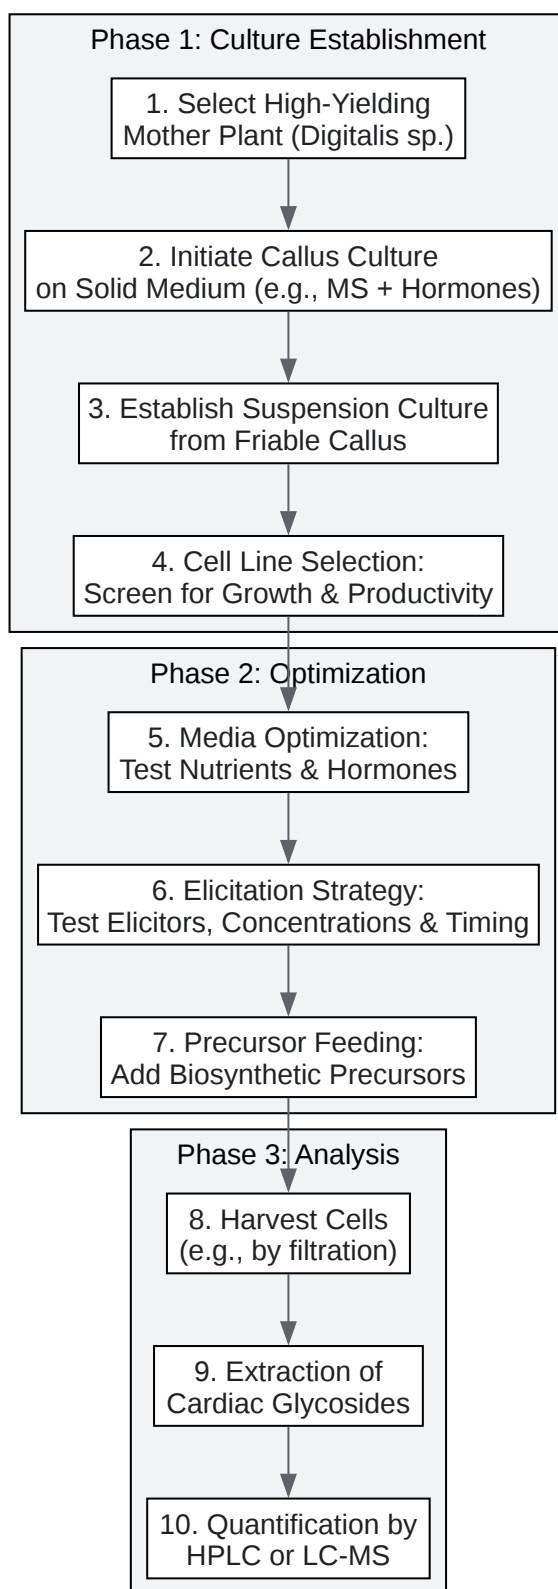 Phase 1: Culture Establishment
1. Select High-Yielding
Mother Plant (Digitalis sp.)
2. Initiate Callus Culture
on Solid Medium (e.g., MS + Hormones)
3. Establish Suspension Culture
from Friable Callus
4. Cell Line Selection:
Screen for Growth & Productivity
Phase 2: Optimization
5. Media Optimization:
Test Nutrients & Hormones
6. Elicitation Strategy:
Test Elicitors, Concentrations & Timing
7. Precursor Feeding:
Add Biosynthetic Precursors
Phase 3: Analysis
8. Harvest Cells
(e.g., by filtration)
9. Extraction of
Cardiac Glycosides
10. Quantification by
HPLC or LC-MS